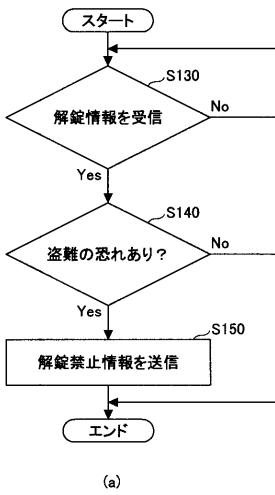 スタート
S130
解錠情報を受信
No
Yes
S140
盗難の恐れあり?
No
Yes
S150
解錠禁止情報を送信
エンド
(a)